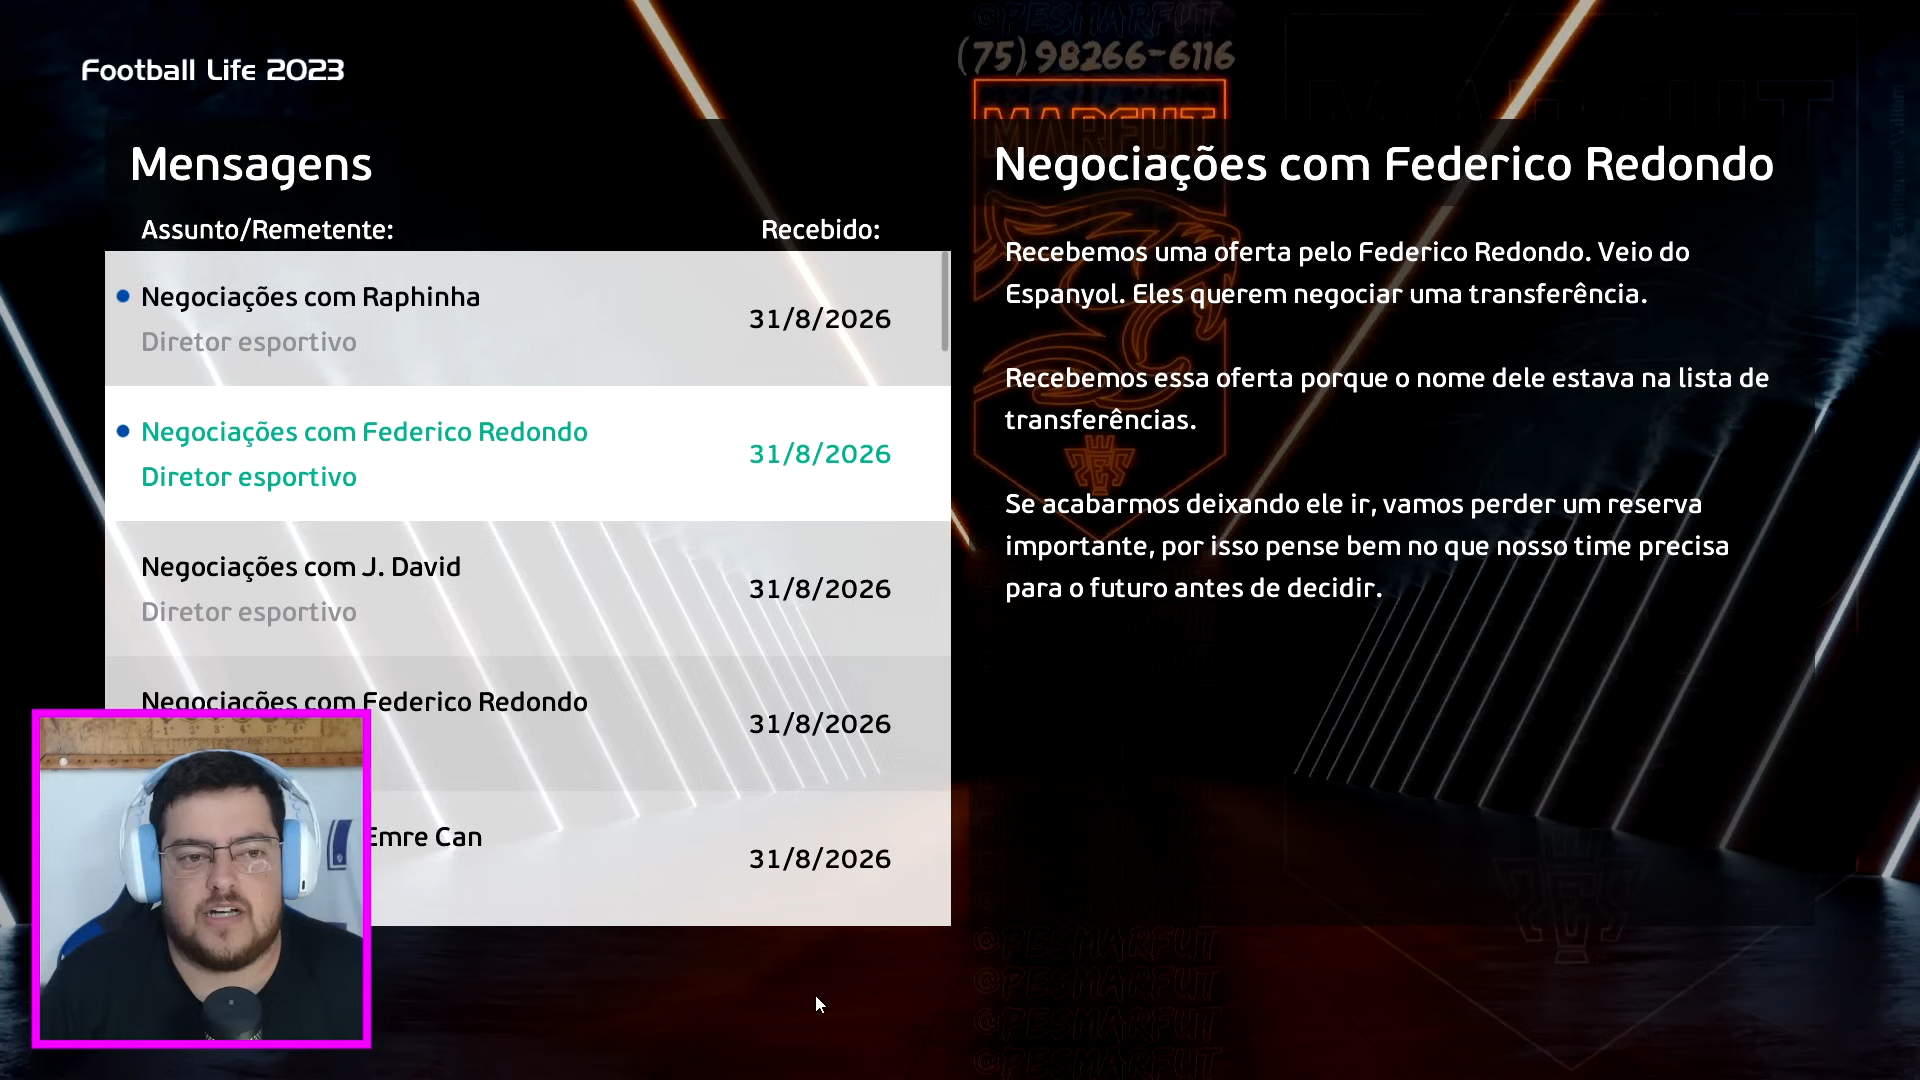 @PESMARFUT
(75) 98266-6116
Football Life 2023
MARFUT
Mensagens
Assunto/Remetente:
Recebido:
Negociações com Raphinha
Diretor esportivo
31/8/2026
Negociações com Federico Redondo
Diretor esportivo
31/8/2026
Negociações com J. David
Diretor esportivo
31/8/2026
Negociações com Federico Redondo
31/8/2026
Emre Can
31/8/2026
Negociações com Federico Redondo
Recebemos uma oferta pelo Federico Redondo. Veio do
Espanyol. Eles querem negociar uma transferência.
Recebemos essa oferta porque o nome dele estava na lista de
transferências.
Se acabarmos deixando ele ir, vamos perder um reserva
importante, por isso pense bem no que nosso time precisa
para o futuro antes de decidir.
PES
@PESMARFUT
@PESMARFUT
@PESMARFUT
@PESMARFUT